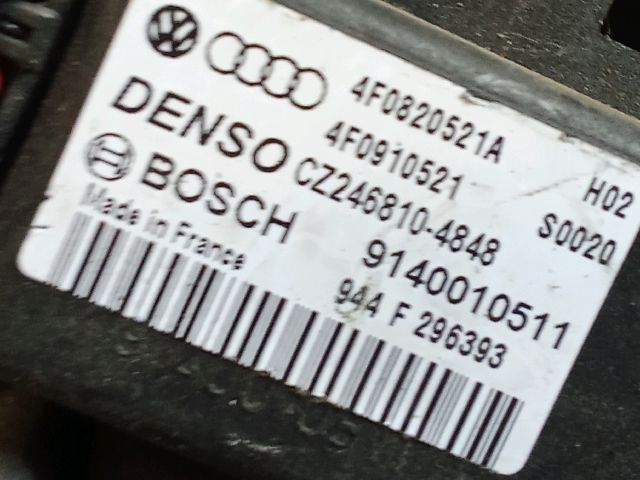 4F0820521A H02
4F0910521 S0020
DENSO CZ246810-4848
BOSCH 9140010511
Made in France 944 F 296393